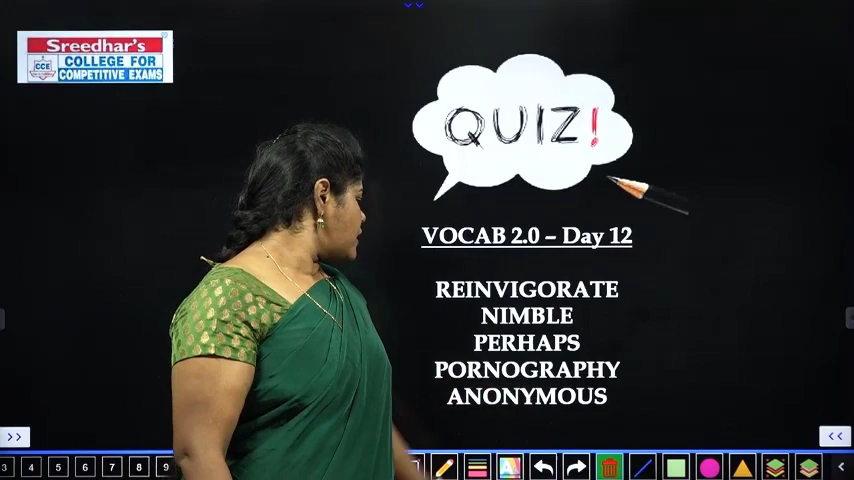 Sreedhar's
CCE
COLLEGE FOR
COMPETITIVE EXAMS
QUIZ!
VOCAB 2.0 – Day 12
REINVIGORATE
NIMBLE
PERHAPS
PORNOGRAPHY
ANONYMOUS
>>
<<
3 4 5 6 7 8 9